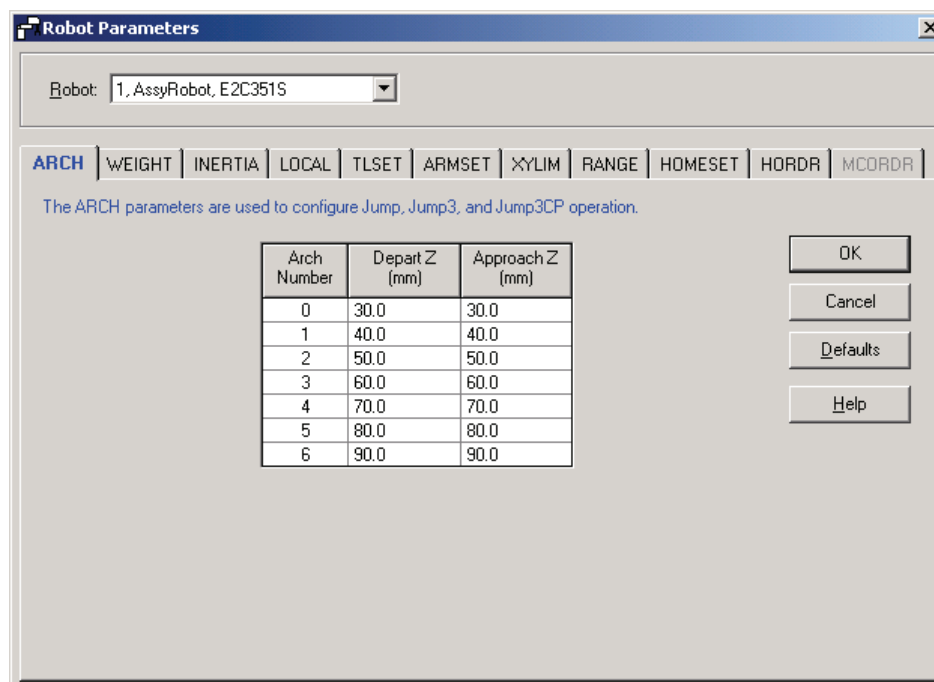 Robot Parameters
Robot: 1, AssyRobot, E2C351S
ARCH WEIGHT INERTIA LOCAL TLSET ARMSET XYLIM RANGE HOMESET HORDR MCORDR
The ARCH parameters are used to configure Jump, Jump3, and Jump3CP operation.
Arch Number Depart Z (mm) Approach Z (mm)
0 30.0 30.0
1 40.0 40.0
2 50.0 50.0
3 60.0 60.0
4 70.0 70.0
5 80.0 80.0
6 90.0 90.0
OK
Cancel
Defaults
Help